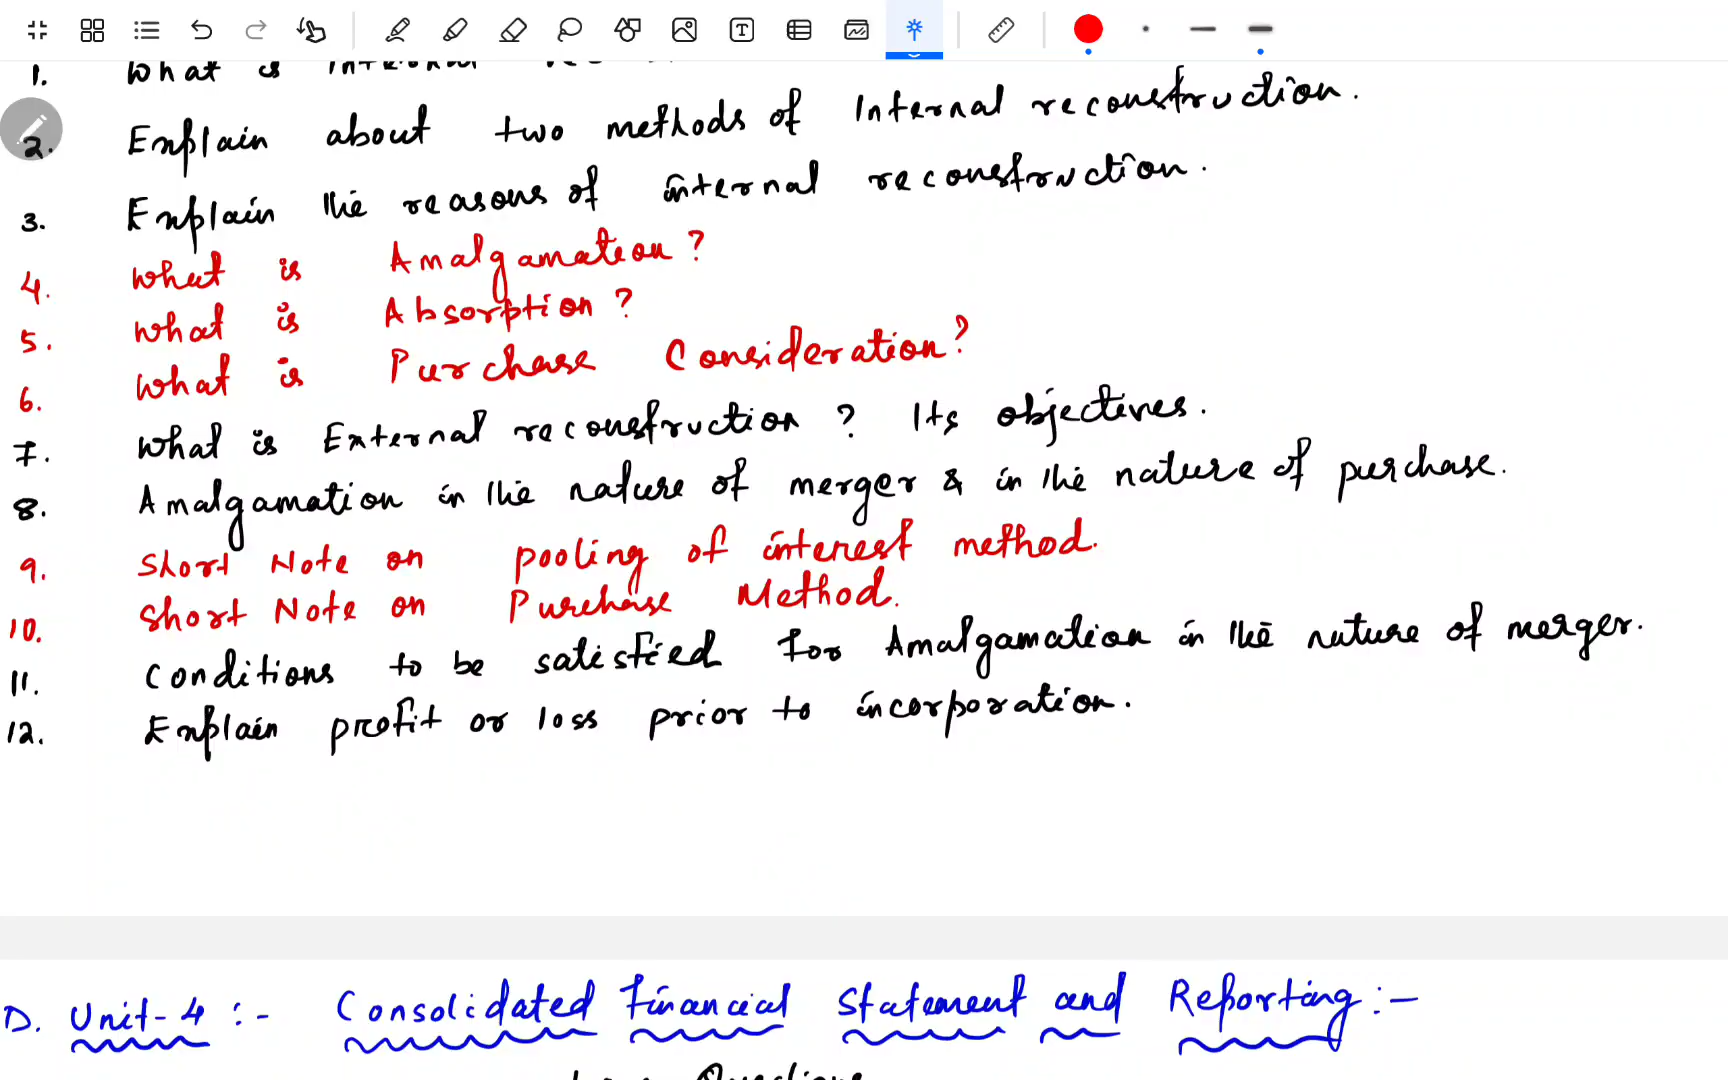 1. What is
2. Explain about two methods of Internal reconstruction.
3. Explain the reasons of internal reconstruction.
4. What is Amalgamation?
5. What is Absorption?
6. What is Purchase Consideration?
7. What is External reconstruction? Its objectives.
8. Amalgamation in the nature of merger & in the nature of purchase.
9. Short Note on pooling of interest method.
10. Short Note on Purchase Method.
11. Conditions to be satisfied for Amalgamation in the nature of merger.
12. Explain profit or loss prior to incorporation.
D. Unit-4 :- Consolidated Financial Statement and Reporting :-
Questions